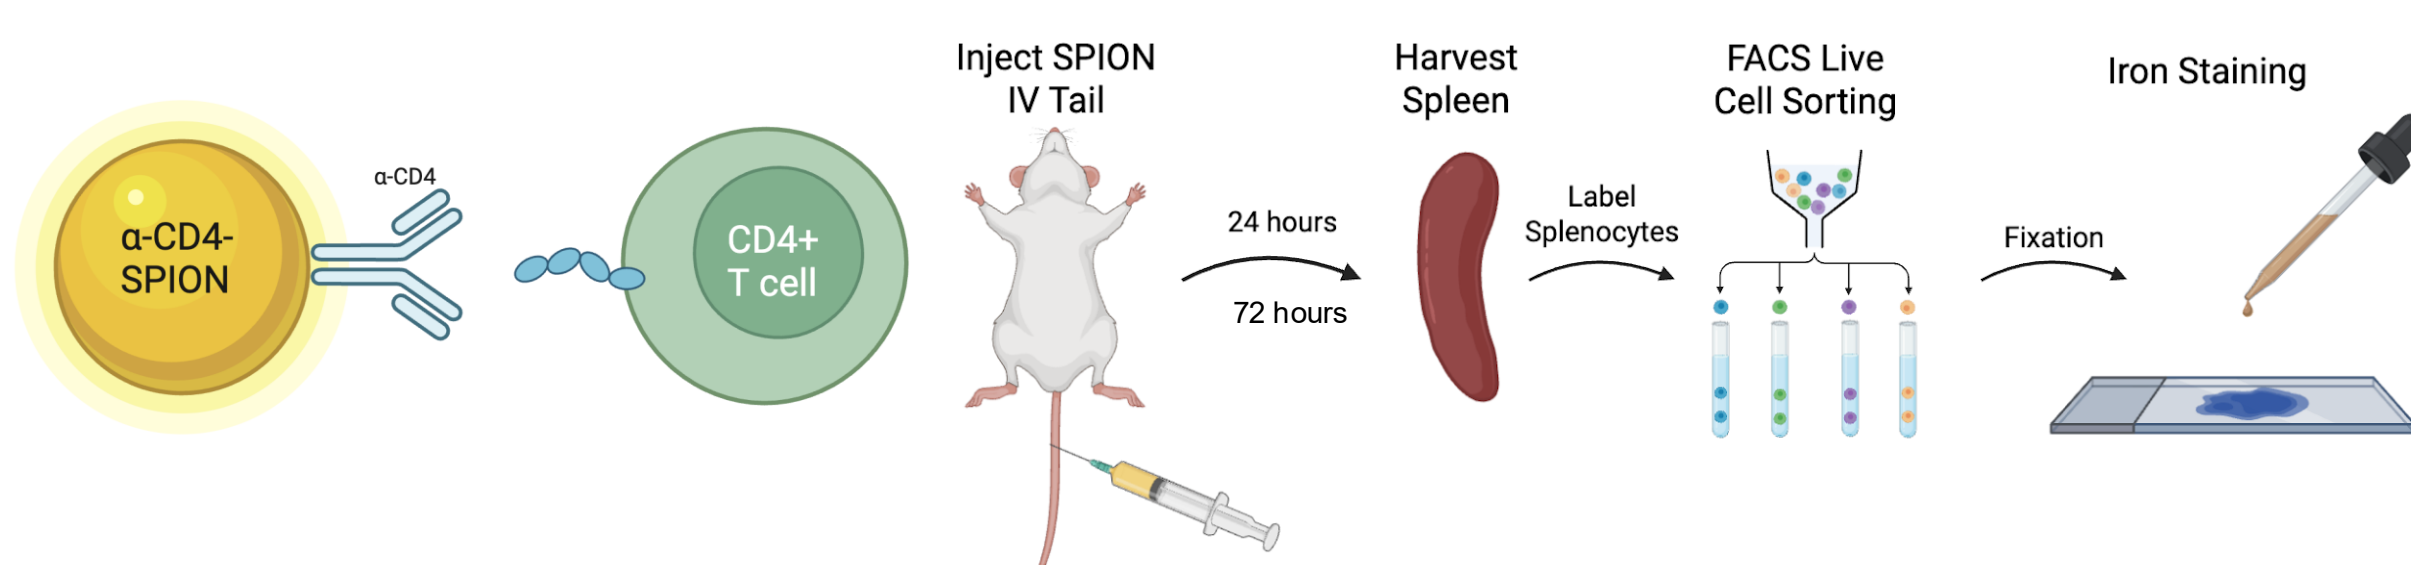 α-CD4-
SPION
α-CD4
CD4+
T cell
Inject SPION
IV Tail
24 hours
72 hours
Harvest
Spleen
Label
Splenocytes
FACS Live
Cell Sorting
Fixation
Iron Staining